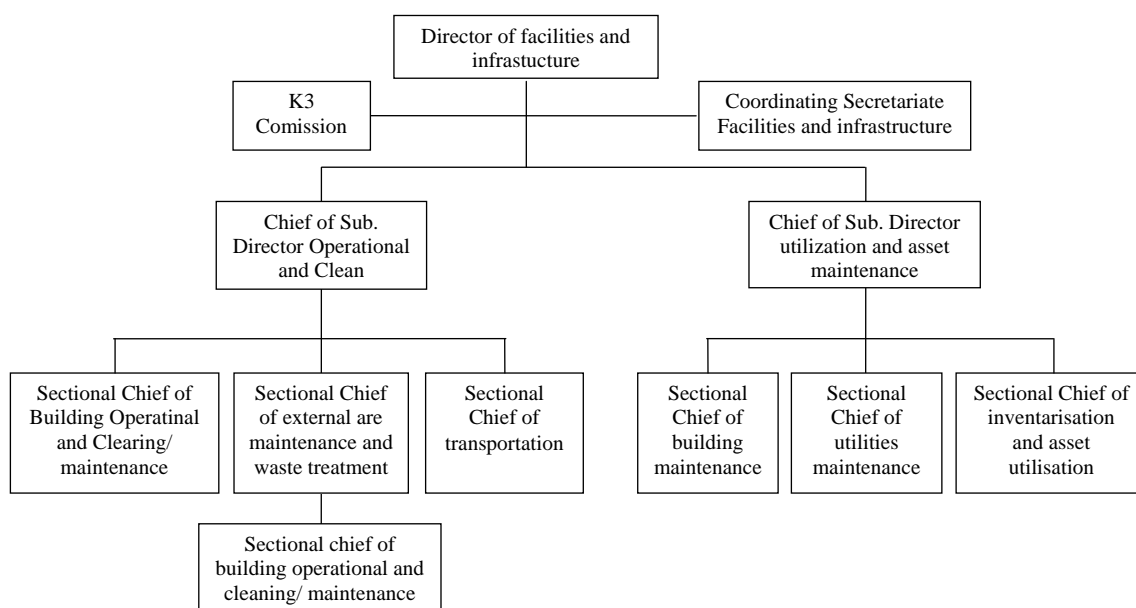 Director of facilities and
infrastucture
K3
Comission
Coordinating Secretariate
Facilities and infrastructure
Chief of Sub.
Director Operational
and Clean
Chief of Sub. Director
utilization and asset
maintenance
Sectional Chief of
Building Operatinal
and Clearing/
maintenance
Sectional Chief
of external are
maintenance and
waste treatment
Sectional
Chief of
transportation
Sectional
Chief of
building
maintenance
Sectional
Chief of
utilities
maintenance
Sectional Chief of
inventarisation
and asset
utilisation
Sectional chief of
building operational and
cleaning/ maintenance